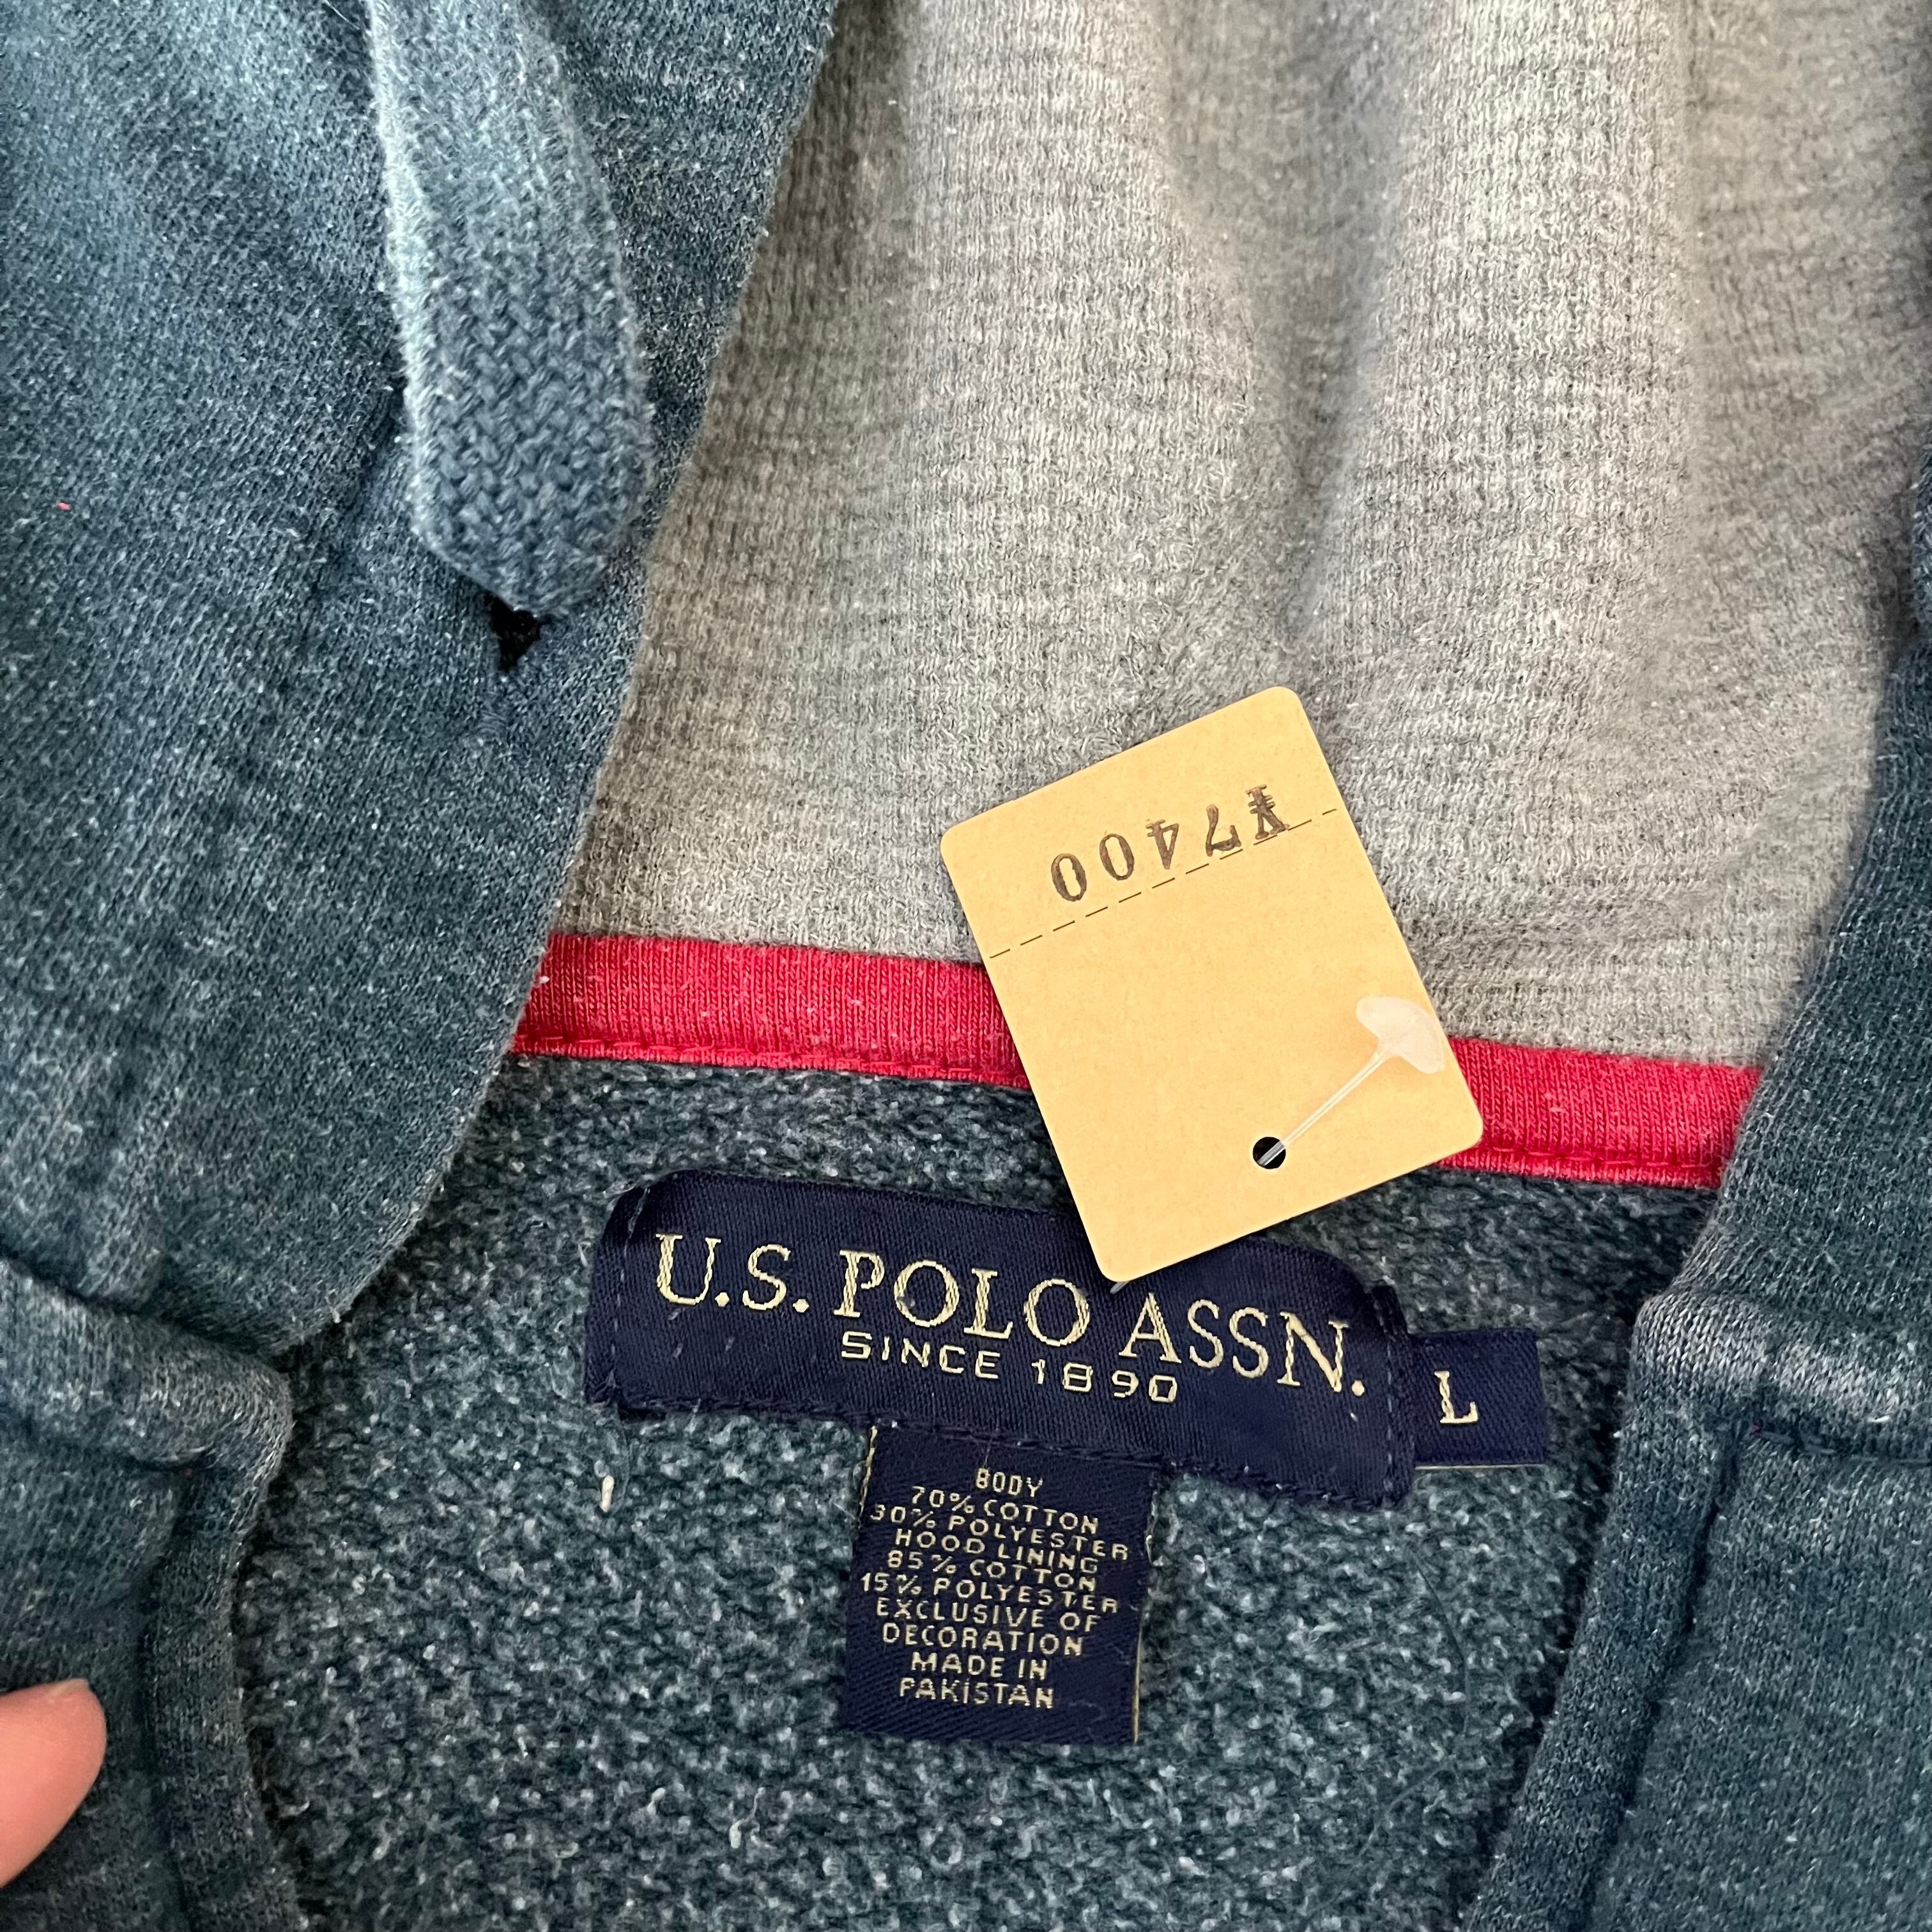 ¥7400
U.S. POLO ASSN.
SINCE 1890
L
BODY
70% COTTON
30% POLYESTER
HOOD LINING
85% COTTON
15% POLYESTER
EXCLUSIVE OF
DECORATION
MADE IN
PAKISTAN